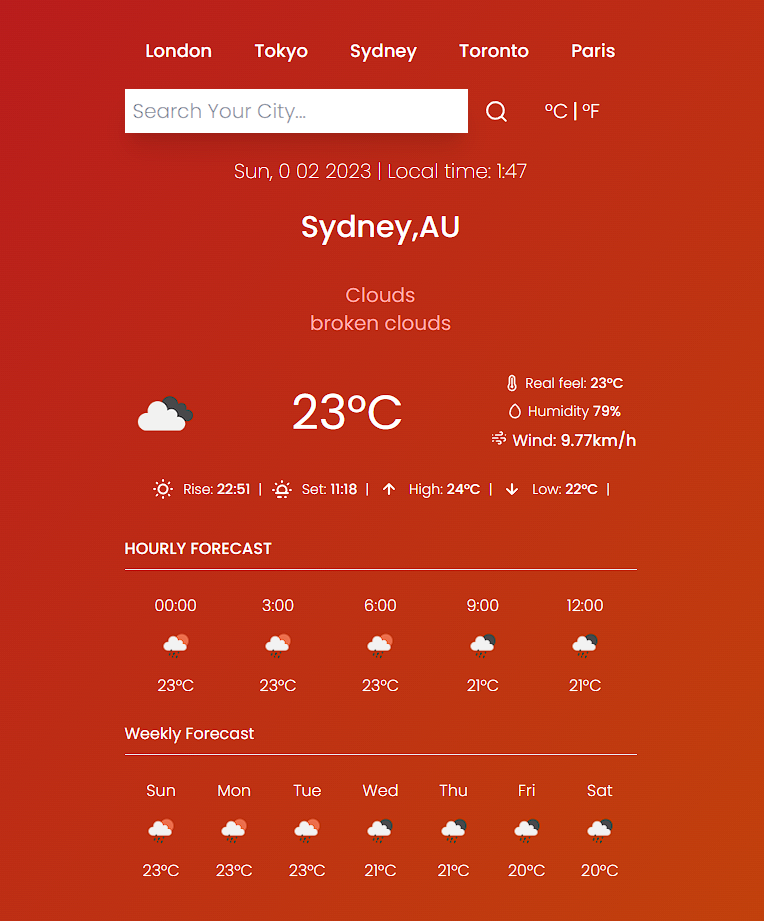 London Tokyo Sydney Toronto Paris
Search Your City... °C | °F
Sun, 0 02 2023 | Local time: 1:47
Sydney,AU
Clouds
broken clouds
23°C
Real feel: 23°C
Humidity 79%
Wind: 9.77km/h
Rise: 22:51 | Set: 11:18 | High: 24°C | Low: 22°C |
HOURLY FORECAST
00:00 3:00 6:00 9:00 12:00
23°C 23°C 23°C 21°C 21°C
Weekly Forecast
Sun Mon Tue Wed Thu Fri Sat
23°C 23°C 23°C 21°C 21°C 20°C 20°C